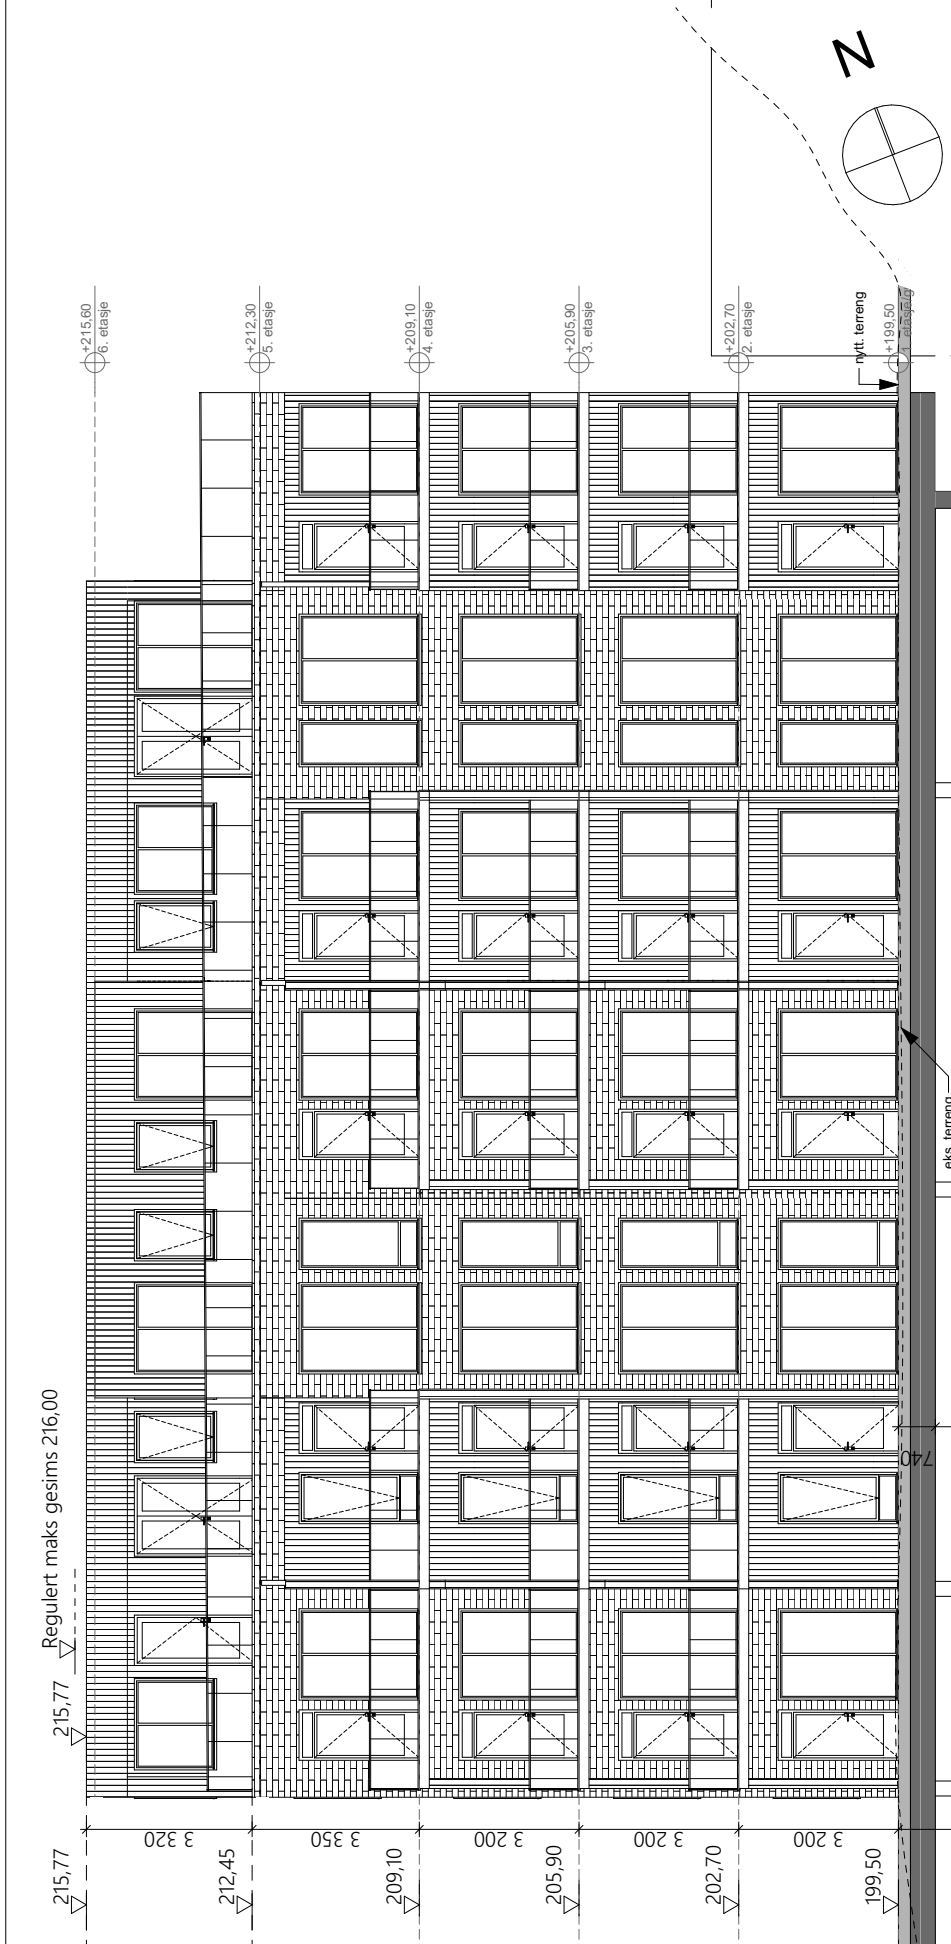 N
+215,60
6. etasje
+212,30
5. etasje
+209,10
4. etasje
+205,90
3. etasje
+202,70
2. etasje
+199,50
1. etasje/g
nytt. terreng
eks. terreng
Regulert maks gesims 216,00
215,77
740
3 320
3 350
3 200
3 200
3 200
215,77
212,45
209,10
205,90
202,70
199,50